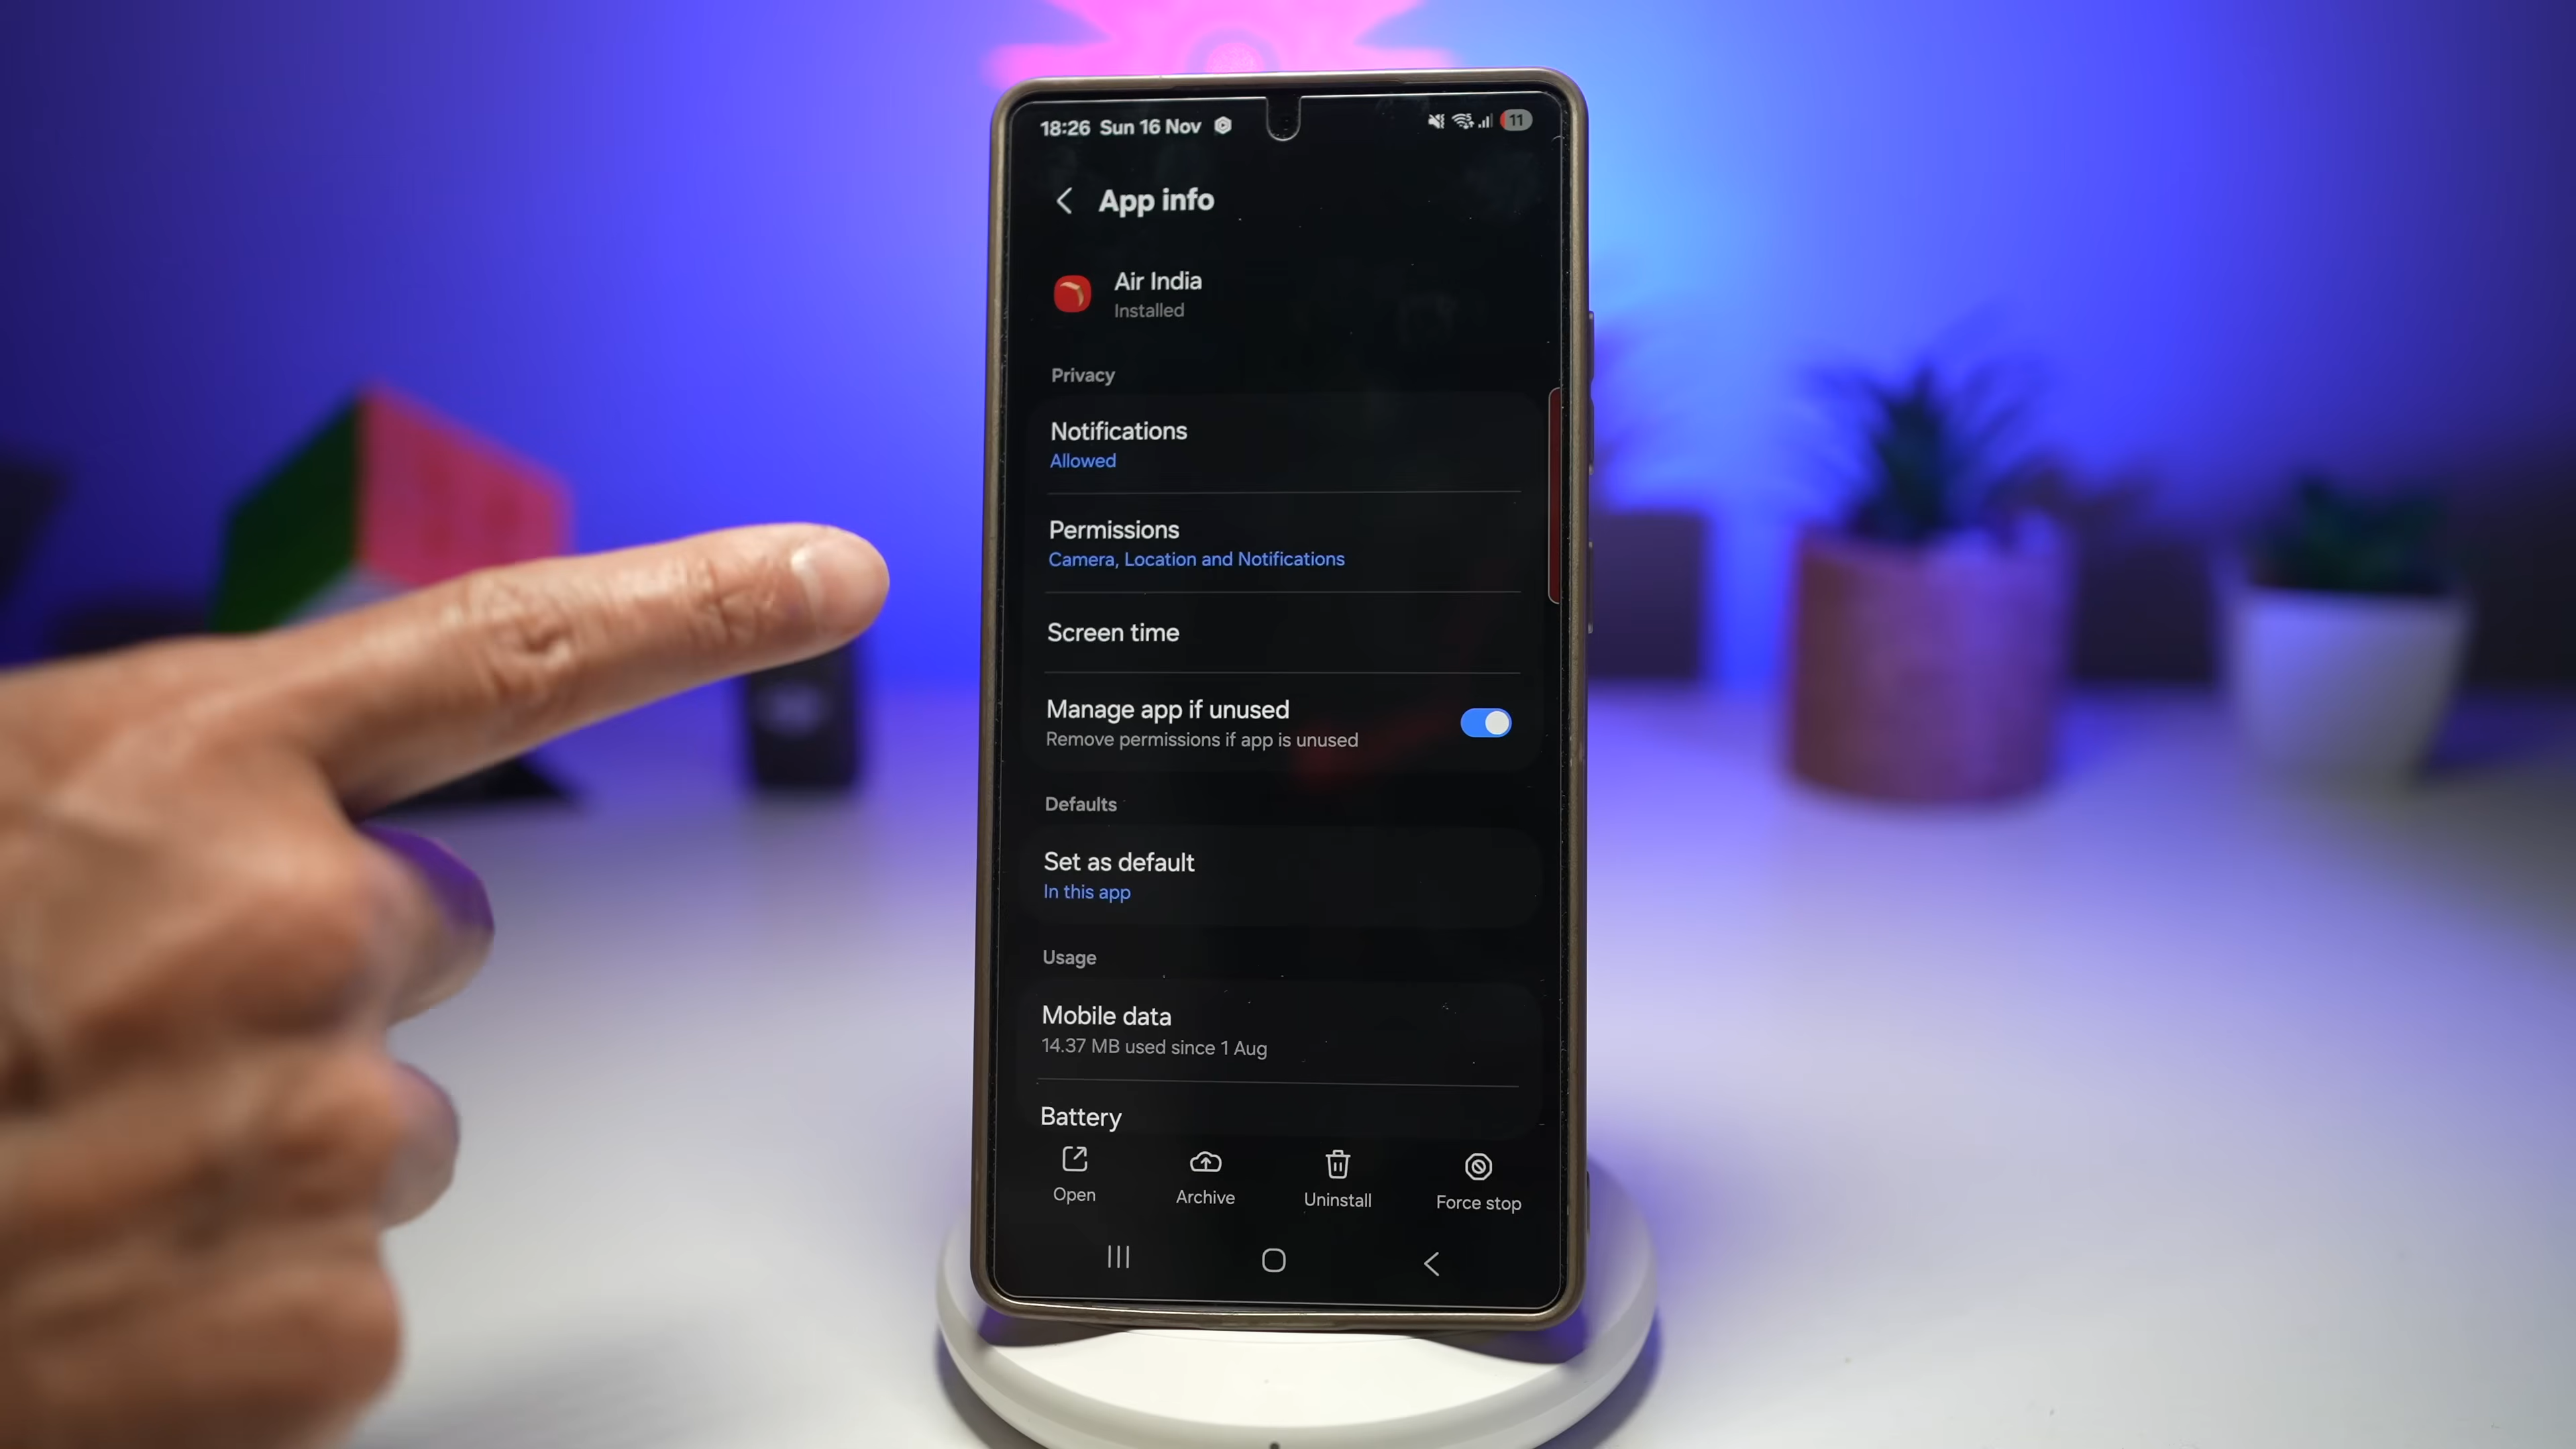 18:26 Sun 16 Nov 11
App info
Air India
Installed
Privacy
Notifications
Allowed
Permissions
Camera, Location and Notifications
Screen time
Manage app if unused
Remove permissions if app is unused
Defaults
Set as default
In this app
Usage
Mobile data
14.37 MB used since 1 Aug
Battery
Open Archive Uninstall Force stop